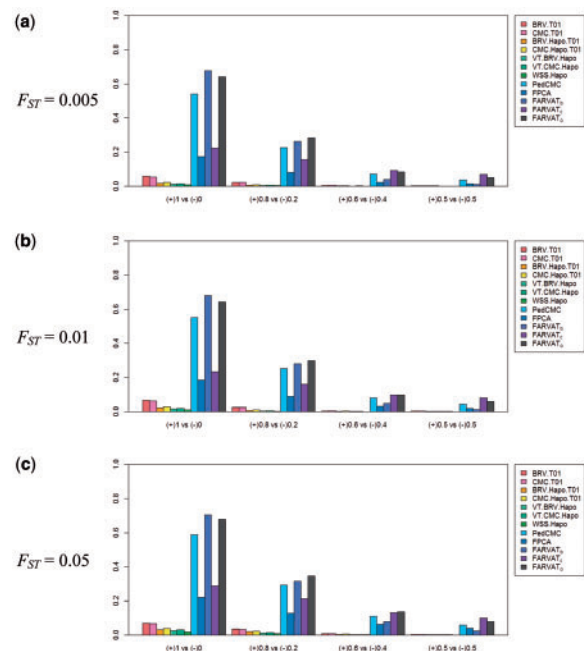 (a)
F_ST = 0.005
1.0
0.8
0.6
0.4
0.2
0.0
(+)1 vs (-)0
(+)0.8 vs (-)0.2
(+)0.6 vs (-)0.4
(+)0.5 vs (-)0.5
BRV.T01
CMC.T01
BRV.Hapo.T01
CMC.Hapo.T01
VT.BRV.Hapo
VT.CMC.Hapo
WSS.Hapo
PedCMC
FPCA
FARVAT_b
FARVAT_c
FARVAT_o
(b)
F_ST = 0.01
1.0
0.8
0.6
0.4
0.2
0.0
(+)1 vs (-)0
(+)0.8 vs (-)0.2
(+)0.6 vs (-)0.4
(+)0.5 vs (-)0.5
BRV.T01
CMC.T01
BRV.Hapo.T01
CMC.Hapo.T01
VT.BRV.Hapo
VT.CMC.Hapo
WSS.Hapo
PedCMC
FPCA
FARVAT_b
FARVAT_c
FARVAT_o
(c)
F_ST = 0.05
1.0
0.8
0.6
0.4
0.2
0.0
(+)1 vs (-)0
(+)0.8 vs (-)0.2
(+)0.6 vs (-)0.4
(+)0.5 vs (-)0.5
BRV.T01
CMC.T01
BRV.Hapo.T01
CMC.Hapo.T01
VT.BRV.Hapo
VT.CMC.Hapo
WSS.Hapo
PedCMC
FPCA
FARVAT_b
FARVAT_c
FARVAT_o